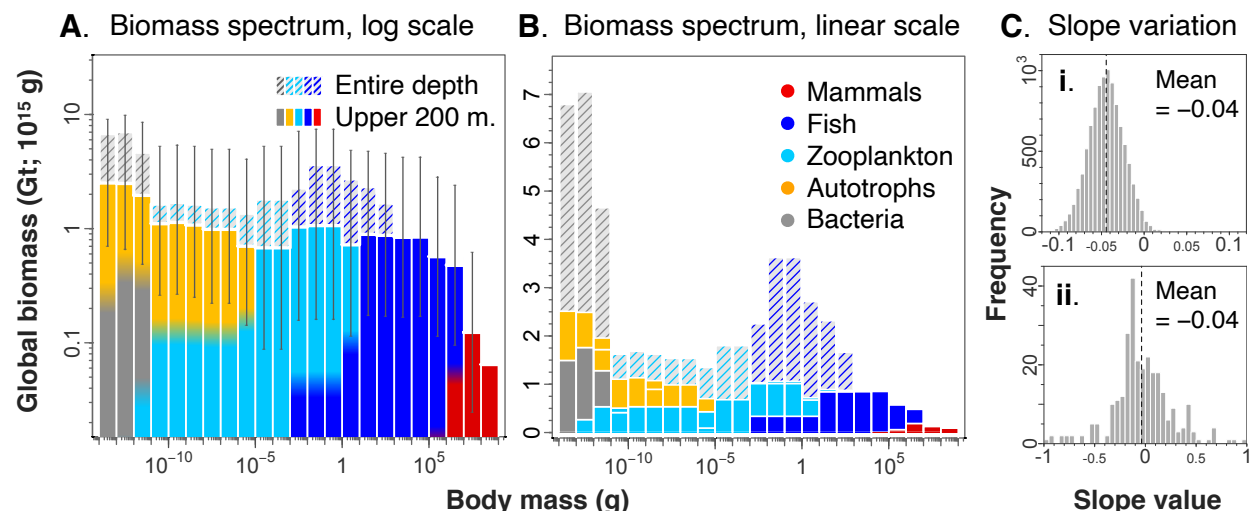 A. Biomass spectrum, log scale
Global biomass (Gt; 10¹⁵ g)
10
1
0.1
Entire depth
Upper 200 m.
10⁻¹⁰
10⁻⁵
1
10⁵
B. Biomass spectrum, linear scale
7
6
5
4
3
2
1
0
Mammals
Fish
Zooplankton
Autotrophs
Bacteria
10⁻¹⁰
10⁻⁵
1
10⁵
Body mass (g)
C. Slope variation
Frequency
i.
Mean
= −0.04
10³
500
0
-0.1
-0.05
0
0.05
0.1
ii.
Mean
= −0.04
40
20
0
-1
-0.5
0
0.5
1
Slope value